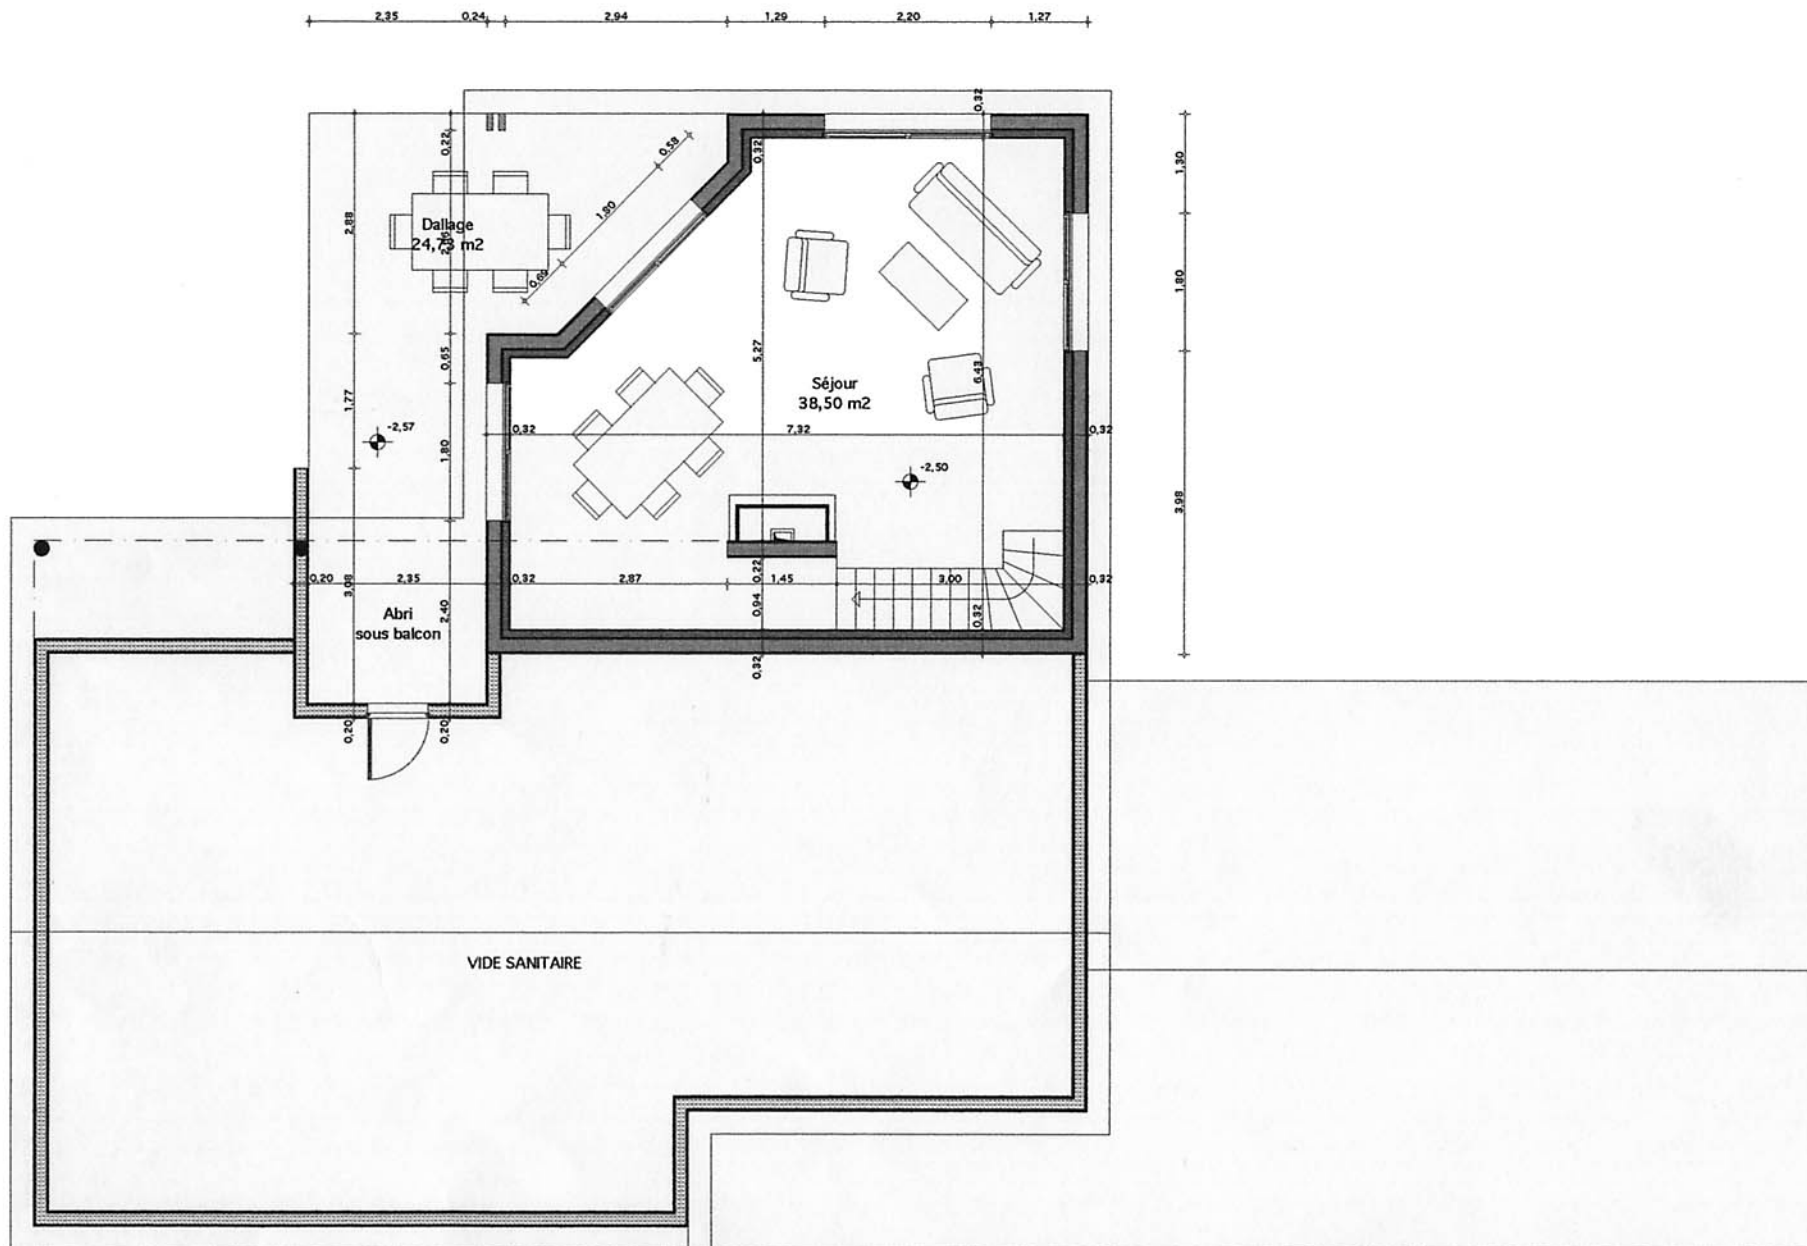 2,35 0,24 2,94 1,29 2,20 1,27
0,32
0,22
0,58
0,32
1,30
2,88
1,80
Dallage
24,73 m2
0,69
1,80
0,65
5,27
6,43
Séjour
38,50 m2
1,77
-2,57
1,80
0,32 7,32 0,32
-2,50
3,98
0,22
0,20 2,35 0,32 2,87 1,45 3,00 0,32
3,08
2,40
0,94
0,32
Abri
sous balcon
0,32
0,20 0,20
VIDE SANITAIRE